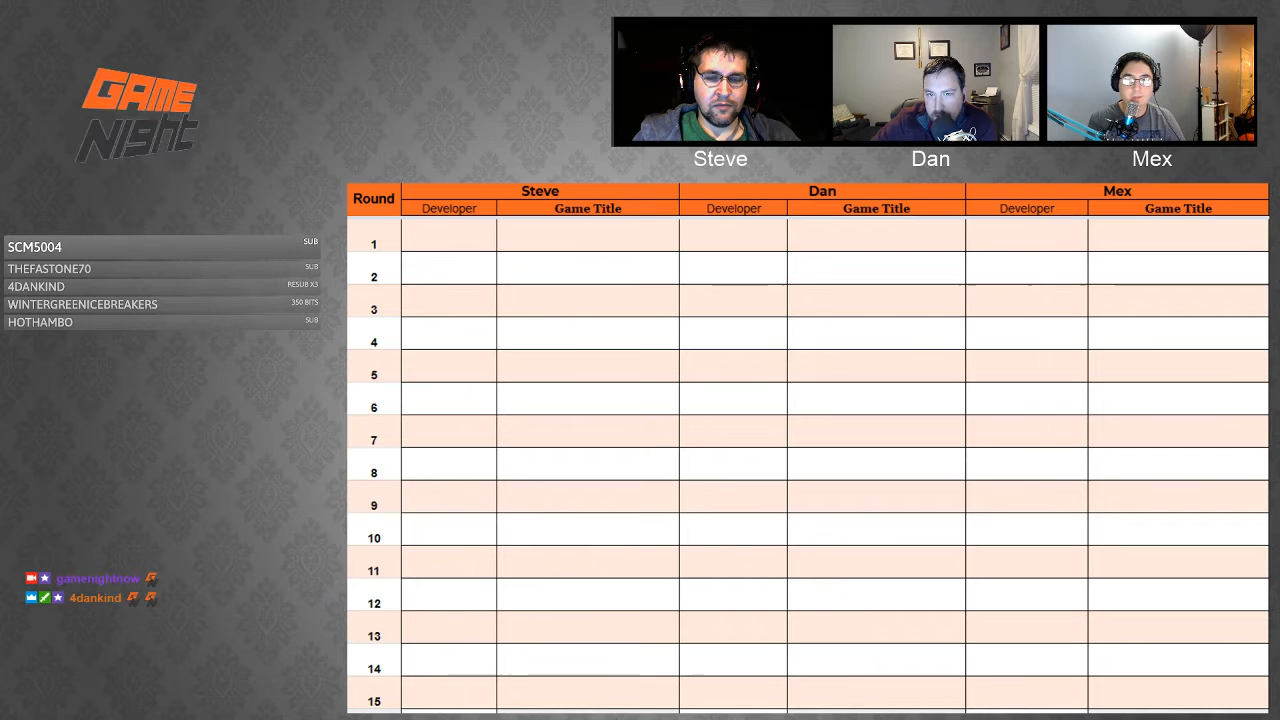 GAME
Night
Steve
Dan
Mex
Round
Steve
Dan
Mex
Developer
Game Title
Developer
Game Title
Developer
Game Title
SCM5004 SUB
THEFASTONE70 SUB
4DANKIND RESUB X3
WINTERGREENICEBREAKERS 350 BITS
HOTHAMBO SUB
1
2
3
4
5
6
7
8
9
10
11
12
13
14
15
gamenightnow
4dankind